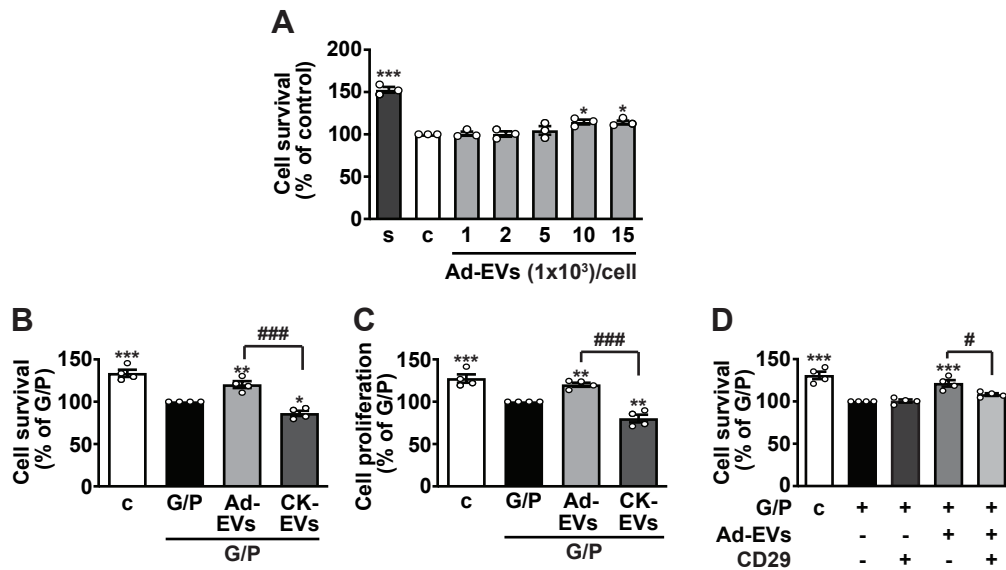 A
Cell survival
(% of control)
200
150
100
50
0
***
*
*
s
c
1
2
5
10
15
Ad-EVs (1x10³)/cell
B
Cell survival
(% of G/P)
150
100
50
0
***
**
*
###
c
G/P
Ad-
EVs
CK-
EVs
G/P
C
Cell proliferation
(% of G/P)
150
100
50
0
***
**
**
###
c
G/P
Ad-
EVs
CK-
EVs
G/P
D
Cell survival
(% of G/P)
150
100
50
0
***
***
#
G/P c + + + +
Ad-EVs - - + +
CD29 - + - +